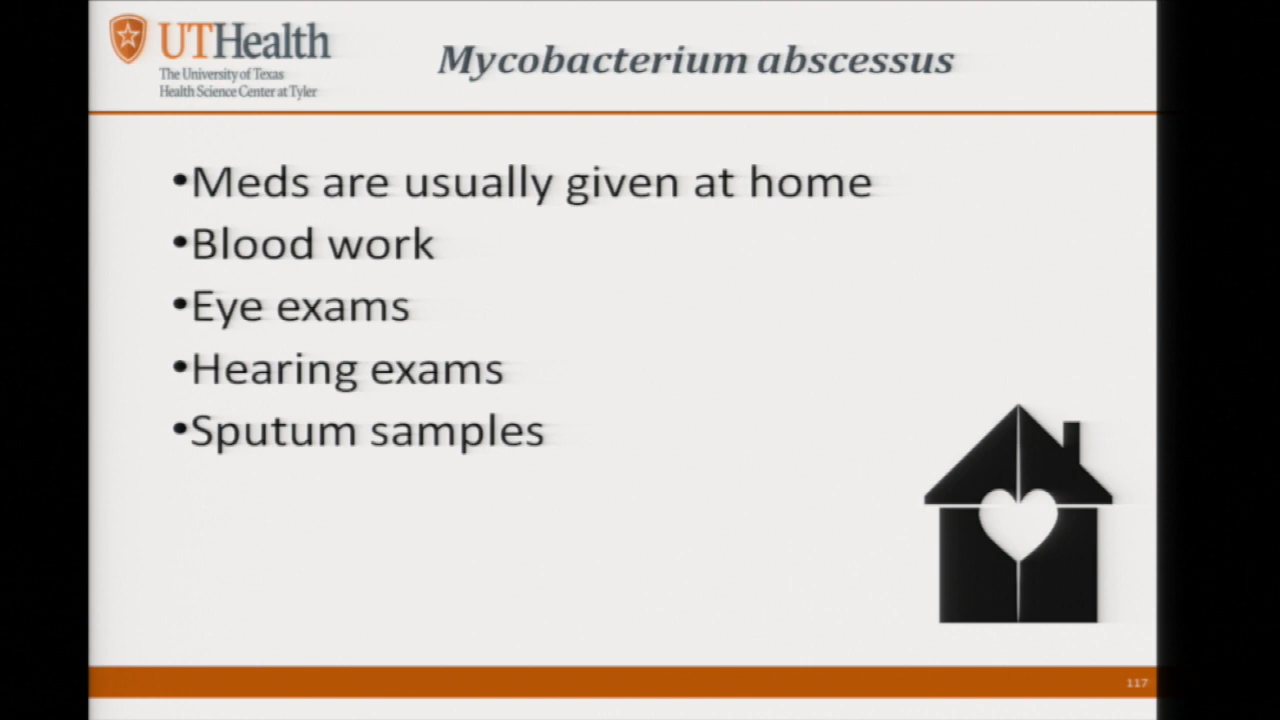 UTHealth
The University of Texas
Health Science Center at Tyler
Mycobacterium abscessus
•Meds are usually given at home
•Blood work
•Eye exams
•Hearing exams
•Sputum samples
117